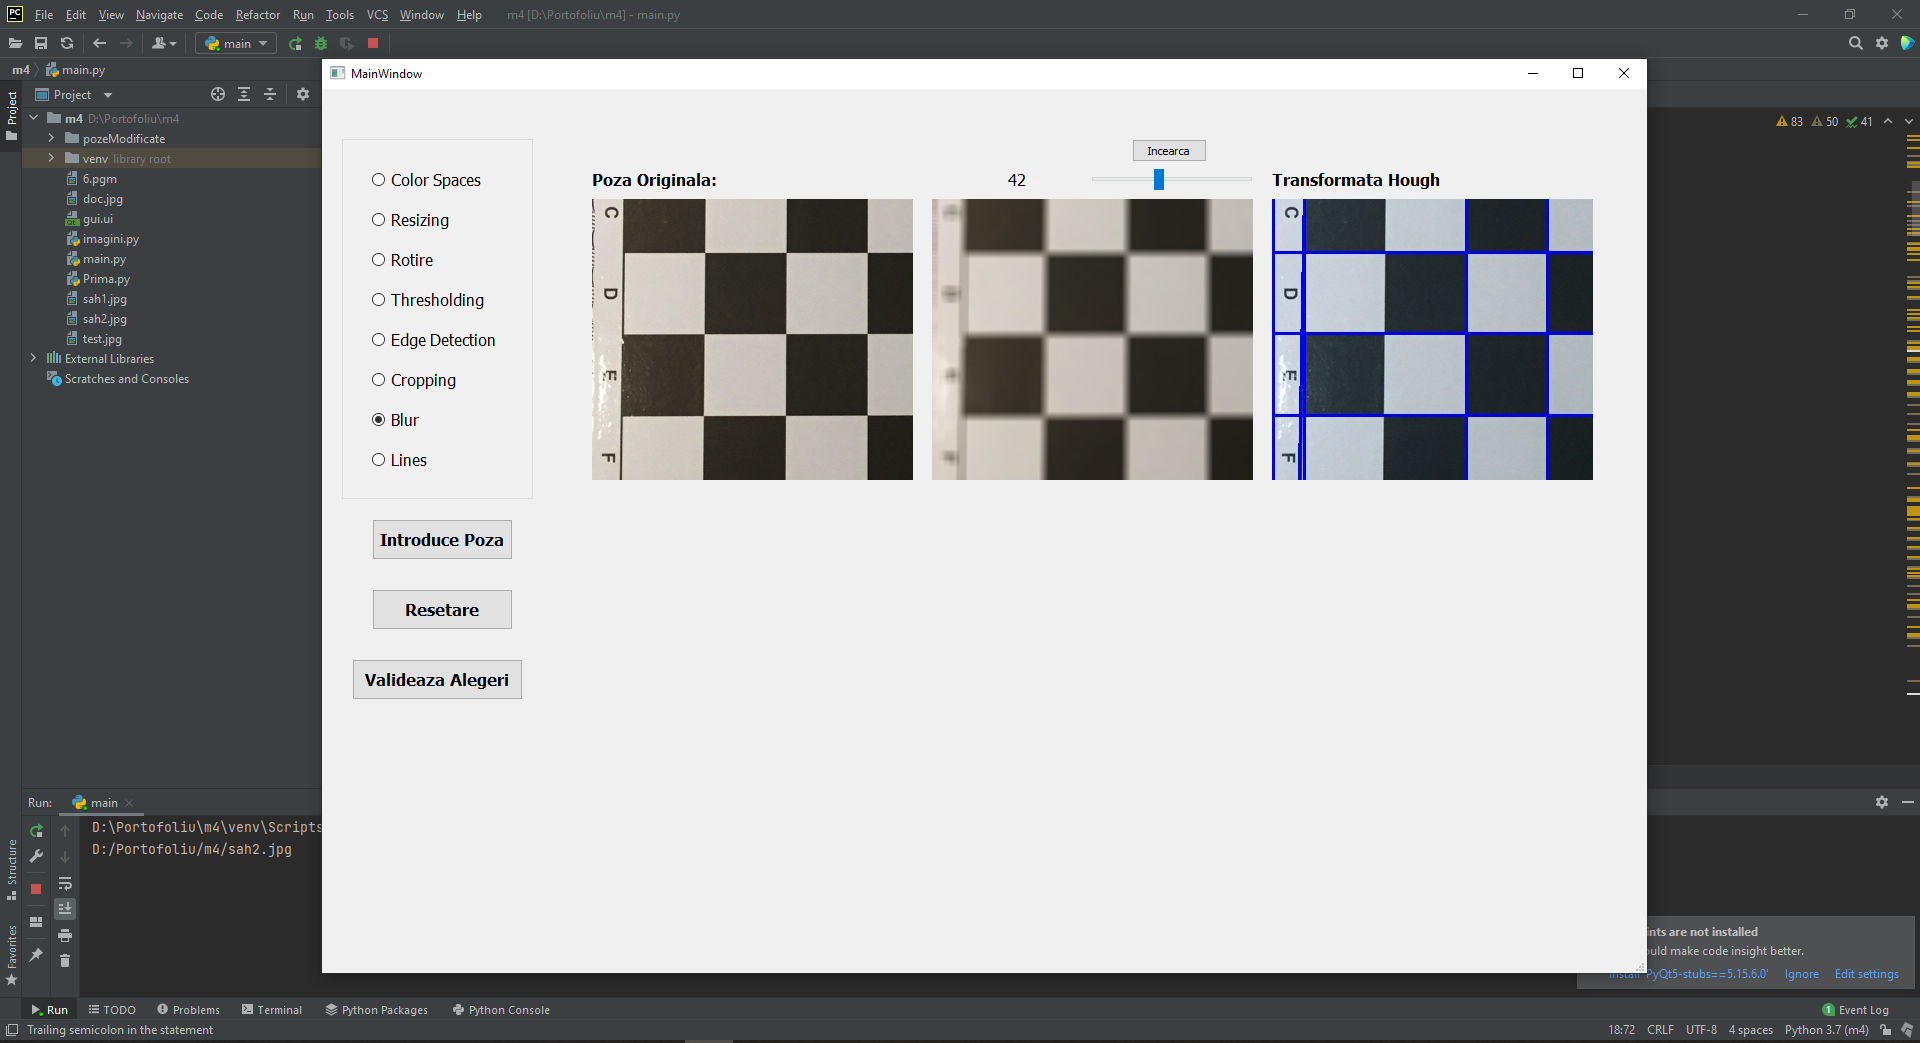 PC File Edit View Navigate Code Refactor Run Tools VCS Window Help m4 [D:\Portofoliu\m4] - main.py
main
m4 main.py
MainWindow
Project
Project
m4 D:\Portofoliu\m4
pozeModificate
venv library root
6.pgm
doc.jpg
gui.ui
imagini.py
main.py
Prima.py
sah1.jpg
sah2.jpg
test.jpg
External Libraries
Scratches and Consoles
83 50 41
Color Spaces
Resizing
Rotire
Thresholding
Edge Detection
Cropping
Blur
Lines
Introduce Poza
Resetare
Valideaza Alegeri
Incearca
Poza Originala:
42
Transformata Hough
C
D
E
F
C
D
E
F
Run: main
D:\Portofoliu\m4\venv\Scripts
D:/Portofoliu/m4/sah2.jpg
Structure
Favorites
ints are not installed
ould make code insight better.
Install 'PyQt5-stubs==5.15.6.0' Ignore Edit settings
Run TODO Problems Terminal Python Packages Python Console
1 Event Log
Trailing semicolon in the statement
18:72 CRLF UTF-8 4 spaces Python 3.7 (m4)